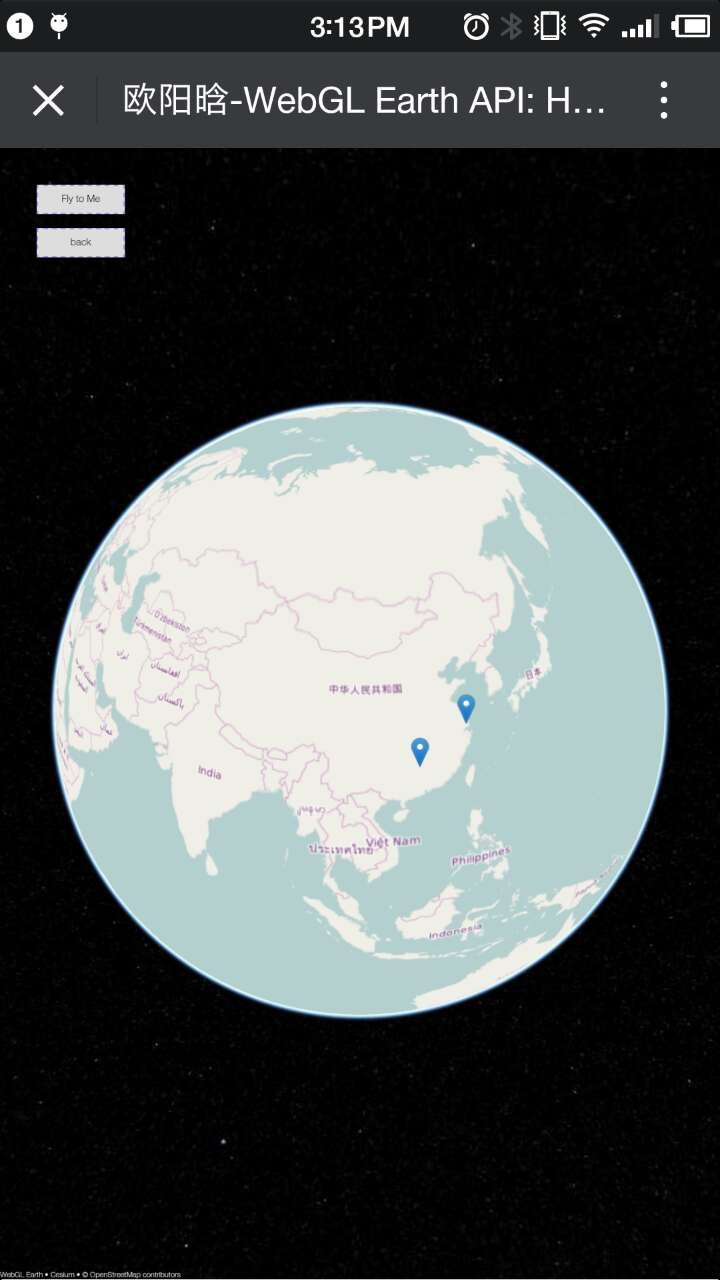 1
3:13PM
欧阳晗-WebGL Earth API: H...
Fly to Me
back
O'zbekiston
Turkmenistan
ایران
افغانستان
پاکستان
中华人民共和国
日本
India
ประเทศไทย
Việt Nam
Philippines
Indonesia
WebGL Earth • Cesium • © OpenStreetMap contributors